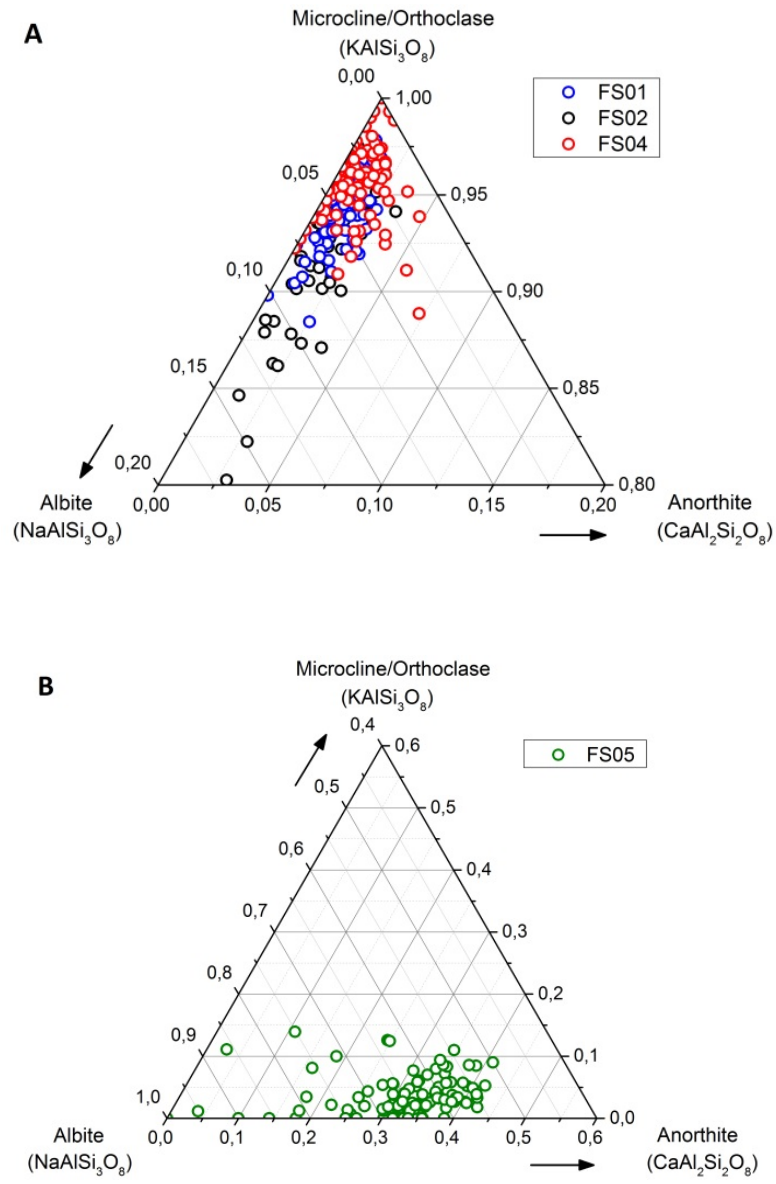 A
Microcline/Orthoclase
(KAlSi₃O₈)
0,00
1,00
FS01
FS02
FS04
0,05
0,95
0,10
0,90
0,15
0,85
0,20
0,80
0,00 0,05 0,10 0,15 0,20
Albite
(NaAlSi₃O₈)
Anorthite
(CaAl₂Si₂O₈)
B
Microcline/Orthoclase
(KAlSi₃O₈)
0,4
0,6
FS05
0,5
0,5
0,6
0,4
0,7
0,3
0,8
0,2
0,9
0,1
1,0
0,0
0,0 0,1 0,2 0,3 0,4 0,5 0,6
Albite
(NaAlSi₃O₈)
Anorthite
(CaAl₂Si₂O₈)